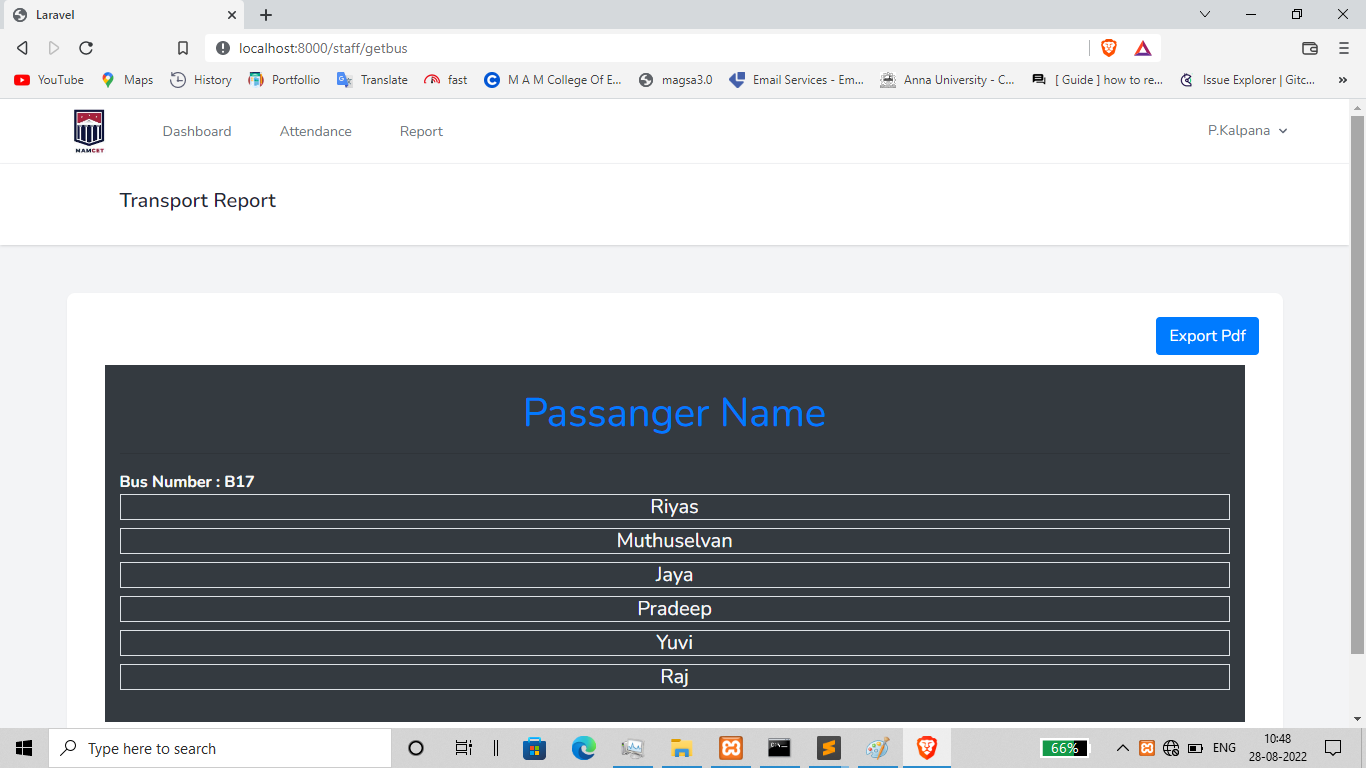 Laravel
localhost:8000/staff/getbus
YouTube Maps History Portfollio Translate fast M A M College Of E... magsa3.0 Email Services - Em... Anna University - C... [ Guide ] how to re... Issue Explorer | Gitc... »
NAMCET
Dashboard Attendance Report P.Kalpana
Transport Report
Export Pdf
Passanger Name
Bus Number : B17
Riyas
Muthuselvan
Jaya
Pradeep
Yuvi
Raj
Type here to search
66%
ENG
10:48
28-08-2022